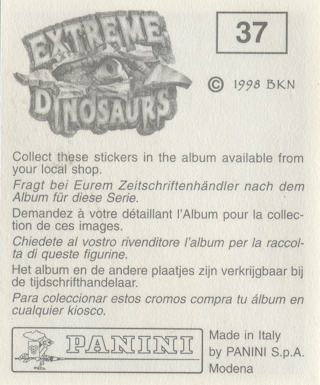 EXTREME
DINOSAURS
37
© 1998 BKN
Collect these stickers in the album available from
your local shop.
Fragt bei Eurem Zeitschriftenhändler nach dem
Album für diese Serie.
Demandez à vôtre détaillant l'Album pour la collec-
tion de ces images.
Chiedete al vostro rivenditore l'album per la raccol-
ta di queste figurine.
Het album en de andere plaatjes zijn verkrijgbaar bij
de tijdschrifthandelaar.
Para coleccionar estos cromos compra tu álbum en
cualquier kiosco.
PANINI
Made in Italy
by PANINI S.p.A.
Modena